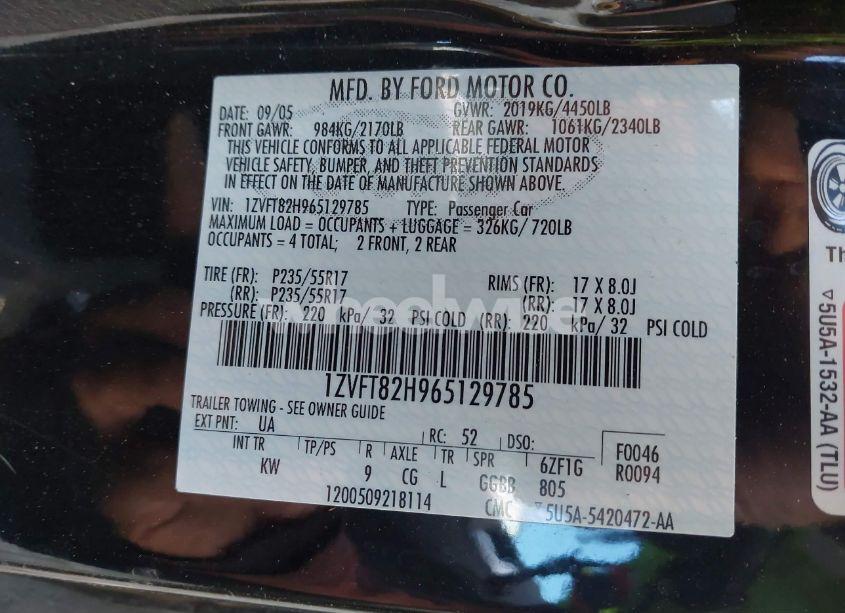 MFD. BY FORD MOTOR CO.
DATE: 09/05 GVWR: 2019KG/4450LB
FRONT GAWR: 984KG/2170LB REAR GAWR: 1061KG/2340LB
THIS VEHICLE CONFORMS TO ALL APPLICABLE FEDERAL MOTOR
VEHICLE SAFETY, BUMPER, AND THEFT PREVENTION STANDARDS
IN EFFECT ON THE DATE OF MANUFACTURE SHOWN ABOVE.
VIN: 1ZVFT82H965129785 TYPE: Passenger Car
MAXIMUM LOAD = OCCUPANTS + LUGGAGE = 326KG/ 720LB
OCCUPANTS = 4 TOTAL; 2 FRONT, 2 REAR
TIRE (FR): P235/55R17 RIMS (FR): 17 X 8.0J
(RR): P235/55R17 (RR): 17 X 8.0J
PRESSURE (FR): 220 kPa/ 32 PSI COLD (RR): 220 kPa/ 32 PSI COLD
1ZVFT82H965129785
TRAILER TOWING - SEE OWNER GUIDE
EXT PNT: UA RC: 52 DSO: F0046
INT TR TP/PS R AXLE TR SPR 6ZF1G R0094
KW 9 CG L GGBB 805
1200509218114 CMC ▽5U5A-5420472-AA
Th
▽5U5A-1532-AA (TLU)
wheelwire